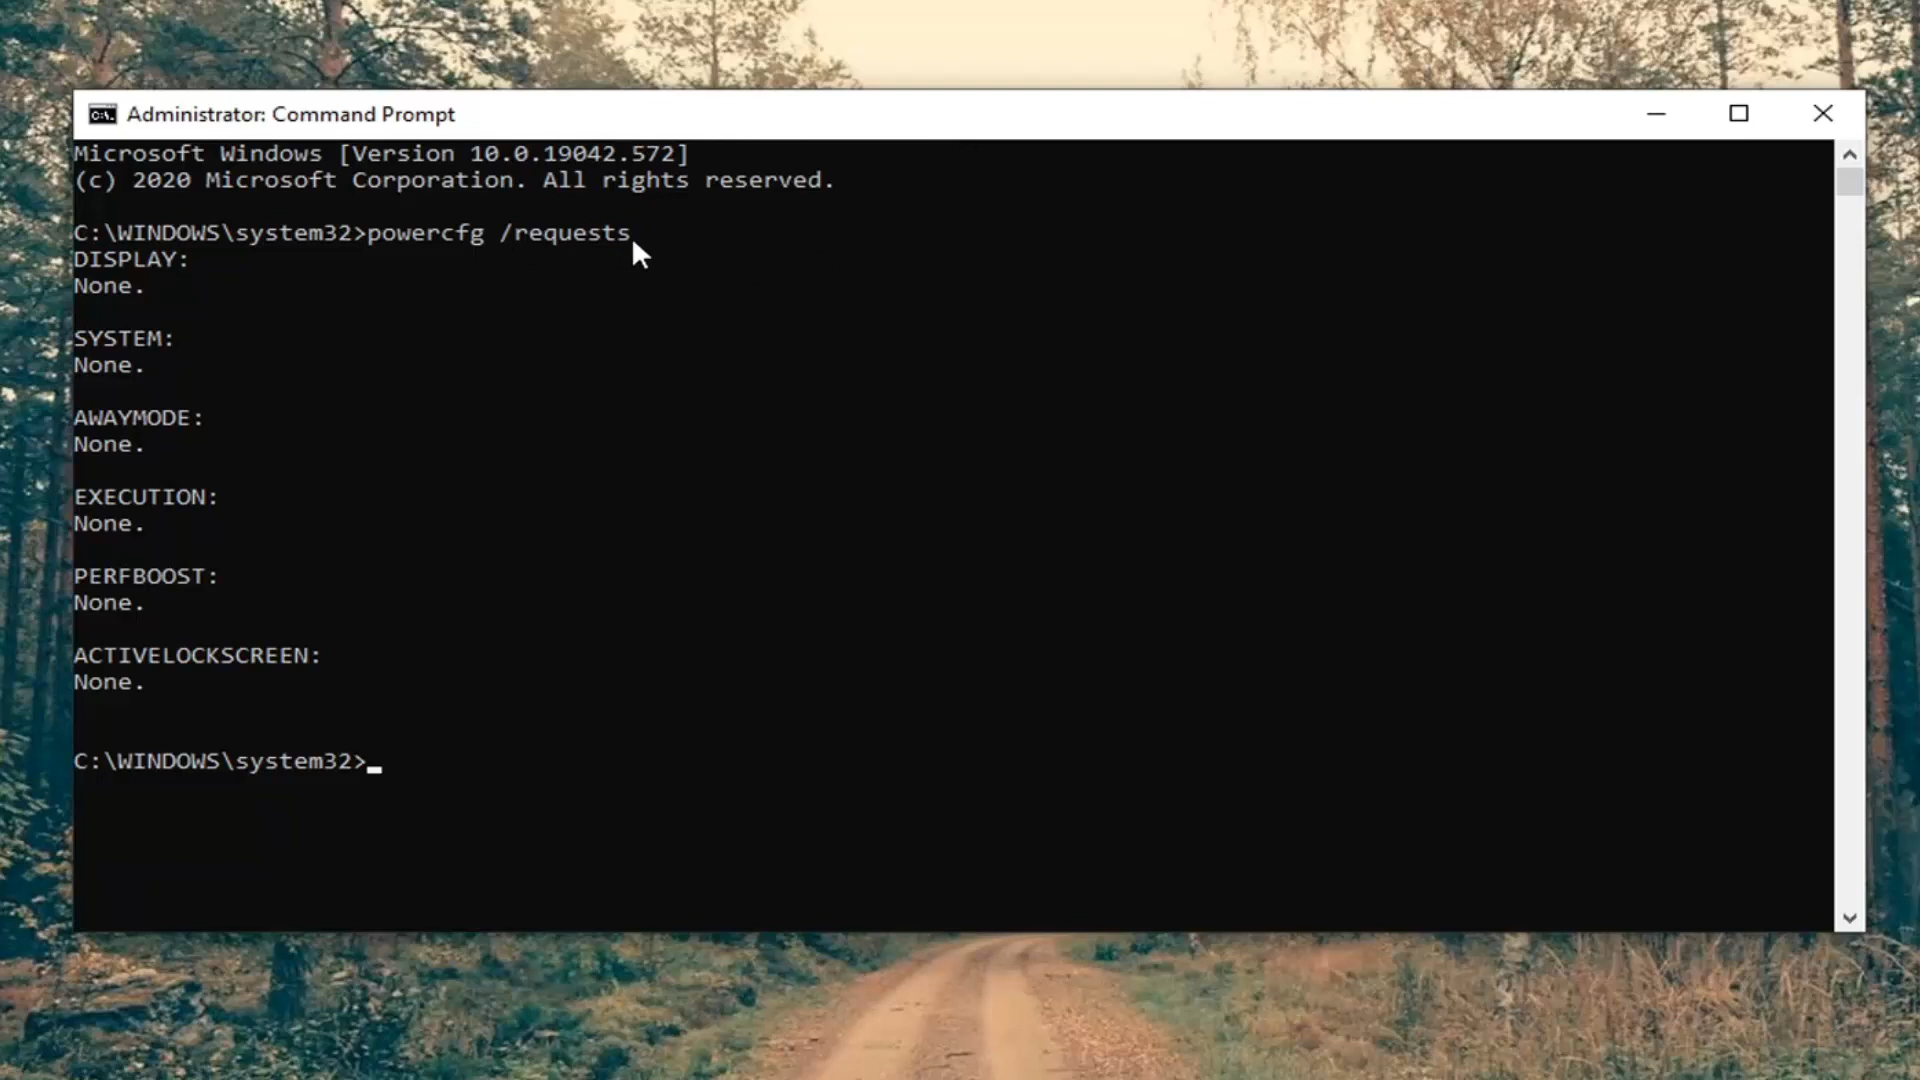 Administrator: Command Prompt
Microsoft Windows [Version 10.0.19042.572]
(c) 2020 Microsoft Corporation. All rights reserved.
C:\WINDOWS\system32>powercfg /requests
DISPLAY:
None.
SYSTEM:
None.
AWAYMODE:
None.
EXECUTION:
None.
PERFBOOST:
None.
ACTIVELOCKSCREEN:
None.
C:\WINDOWS\system32>